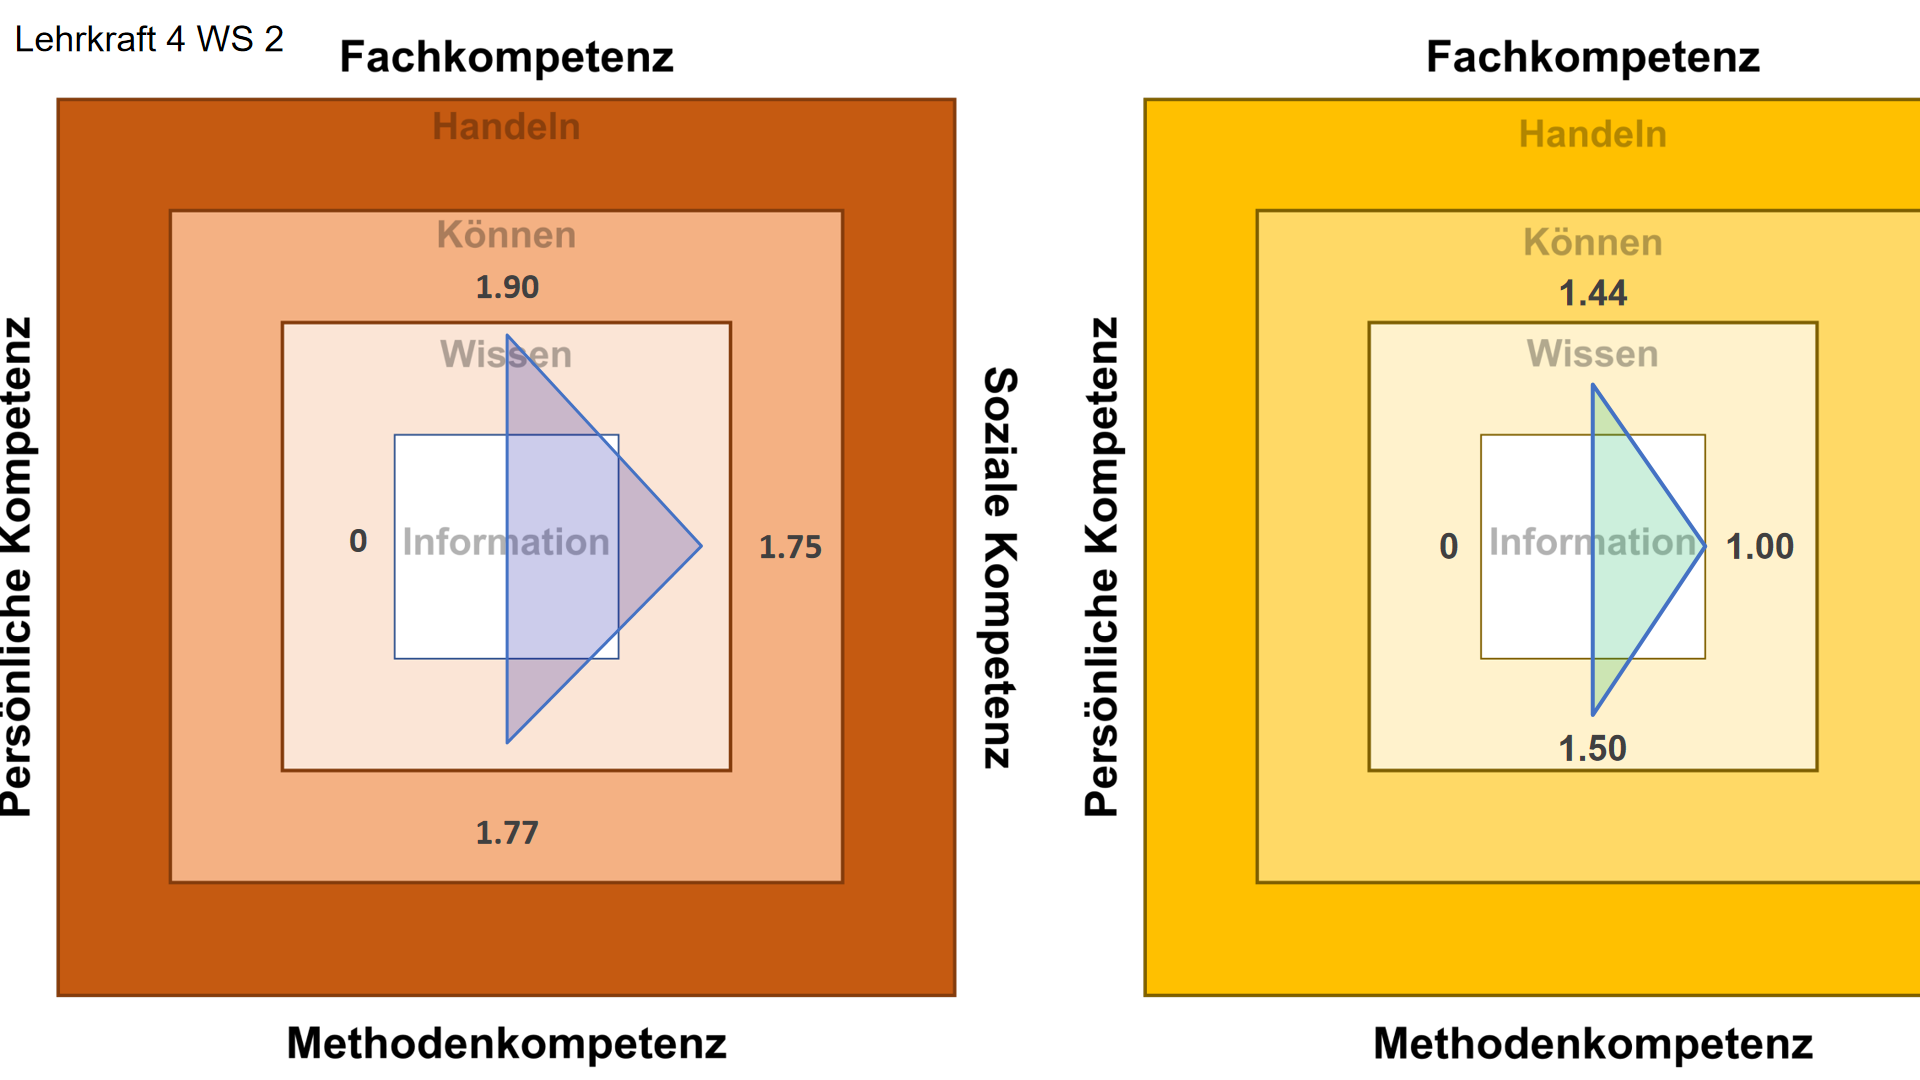 Lehrkraft 4 WS 2
Fachkompetenz
Handeln
Können
1.90
Wissen
Persönliche Kompetenz
0
Information
1.75
Soziale Kompetenz
1.77
Methodenkompetenz
Fachkompetenz
Handeln
Können
1.44
Wissen
Persönliche Kompetenz
0
Information
1.00
1.50
Methodenkompetenz